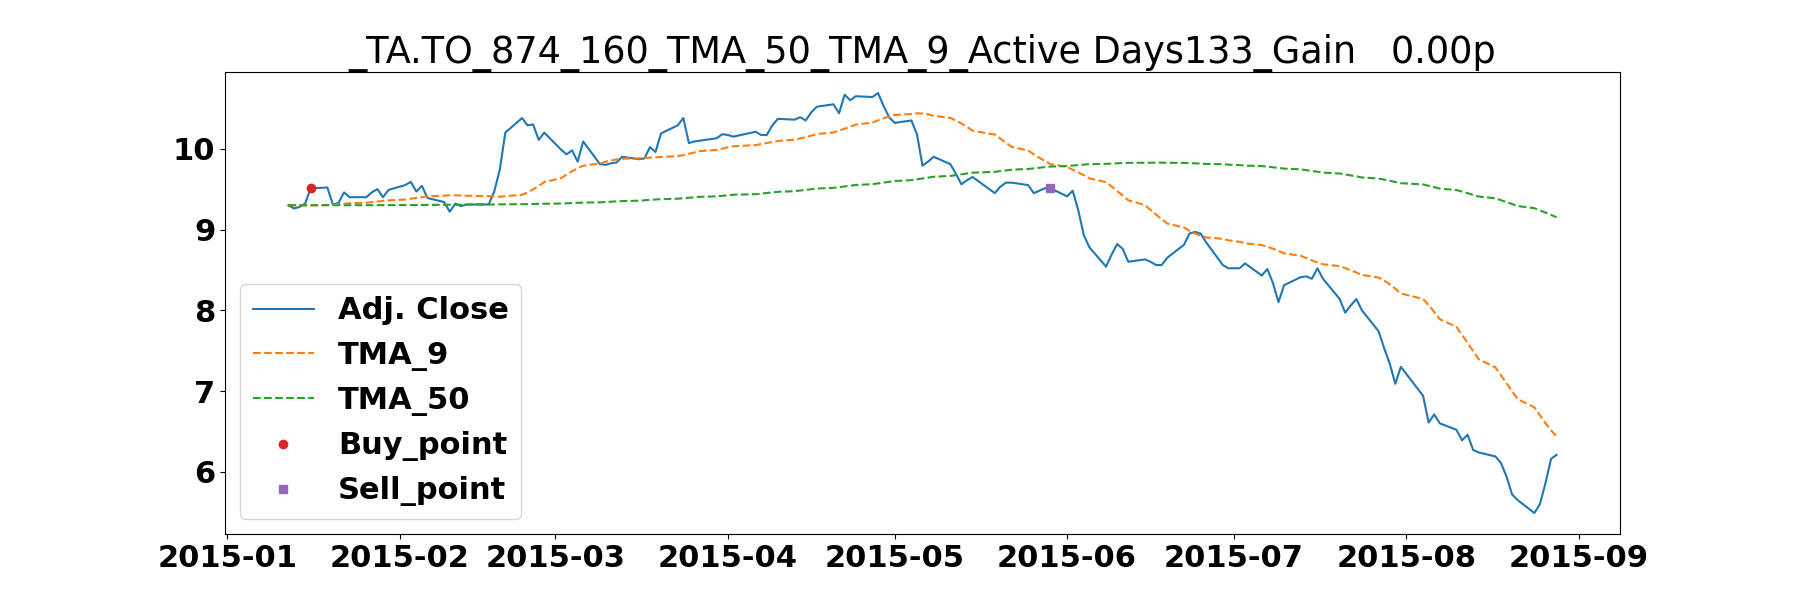 _TA.TO_874_160_TMA_50_TMA_9_Active Days133_Gain   0.00p
10
9
8
7
6
Adj. Close
TMA_9
TMA_50
Buy_point
Sell_point
2015-01 2015-02 2015-03 2015-04 2015-05 2015-06 2015-07 2015-08 2015-09